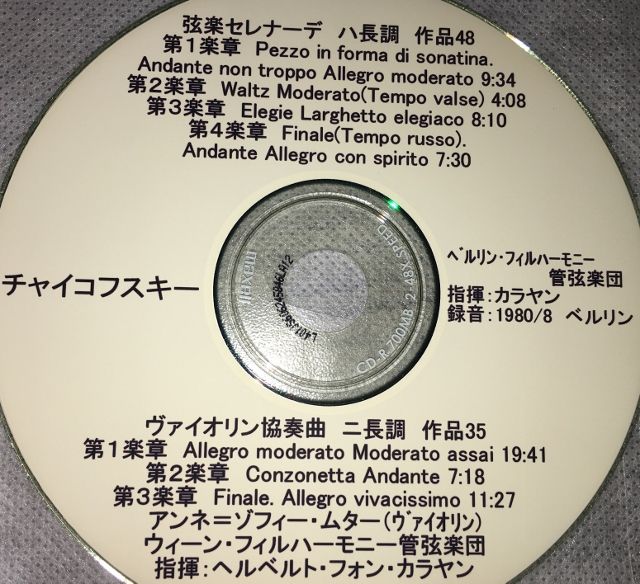 弦楽セレナーデ ハ長調 作品48
第1楽章 Pezzo in forma di sonatina.
Andante non troppo Allegro moderato 9:34
第2楽章 Waltz Moderato(Tempo valse) 4:08
第3楽章 Elegie Larghetto elegiaco 8:10
第4楽章 Finale(Tempo russo).
Andante Allegro con spirito 7:30
チャイコフスキー
ベルリン・フィルハーモニー
管弦楽団
指揮:カラヤン
録音:1980/8 ベルリン
maxell
CD-R 700MB 2-48X SPEED
ヴァイオリン協奏曲 ニ長調 作品35
第1楽章 Allegro moderato Moderato assai 19:41
第2楽章 Conzonetta Andante 7:18
第3楽章 Finale. Allegro vivacissimo 11:27
アンネ=ゾフィー・ムター(ヴァイオリン)
ウィーン・フィルハーモニー管弦楽団
指揮:ヘルベルト・フォン・カラヤン